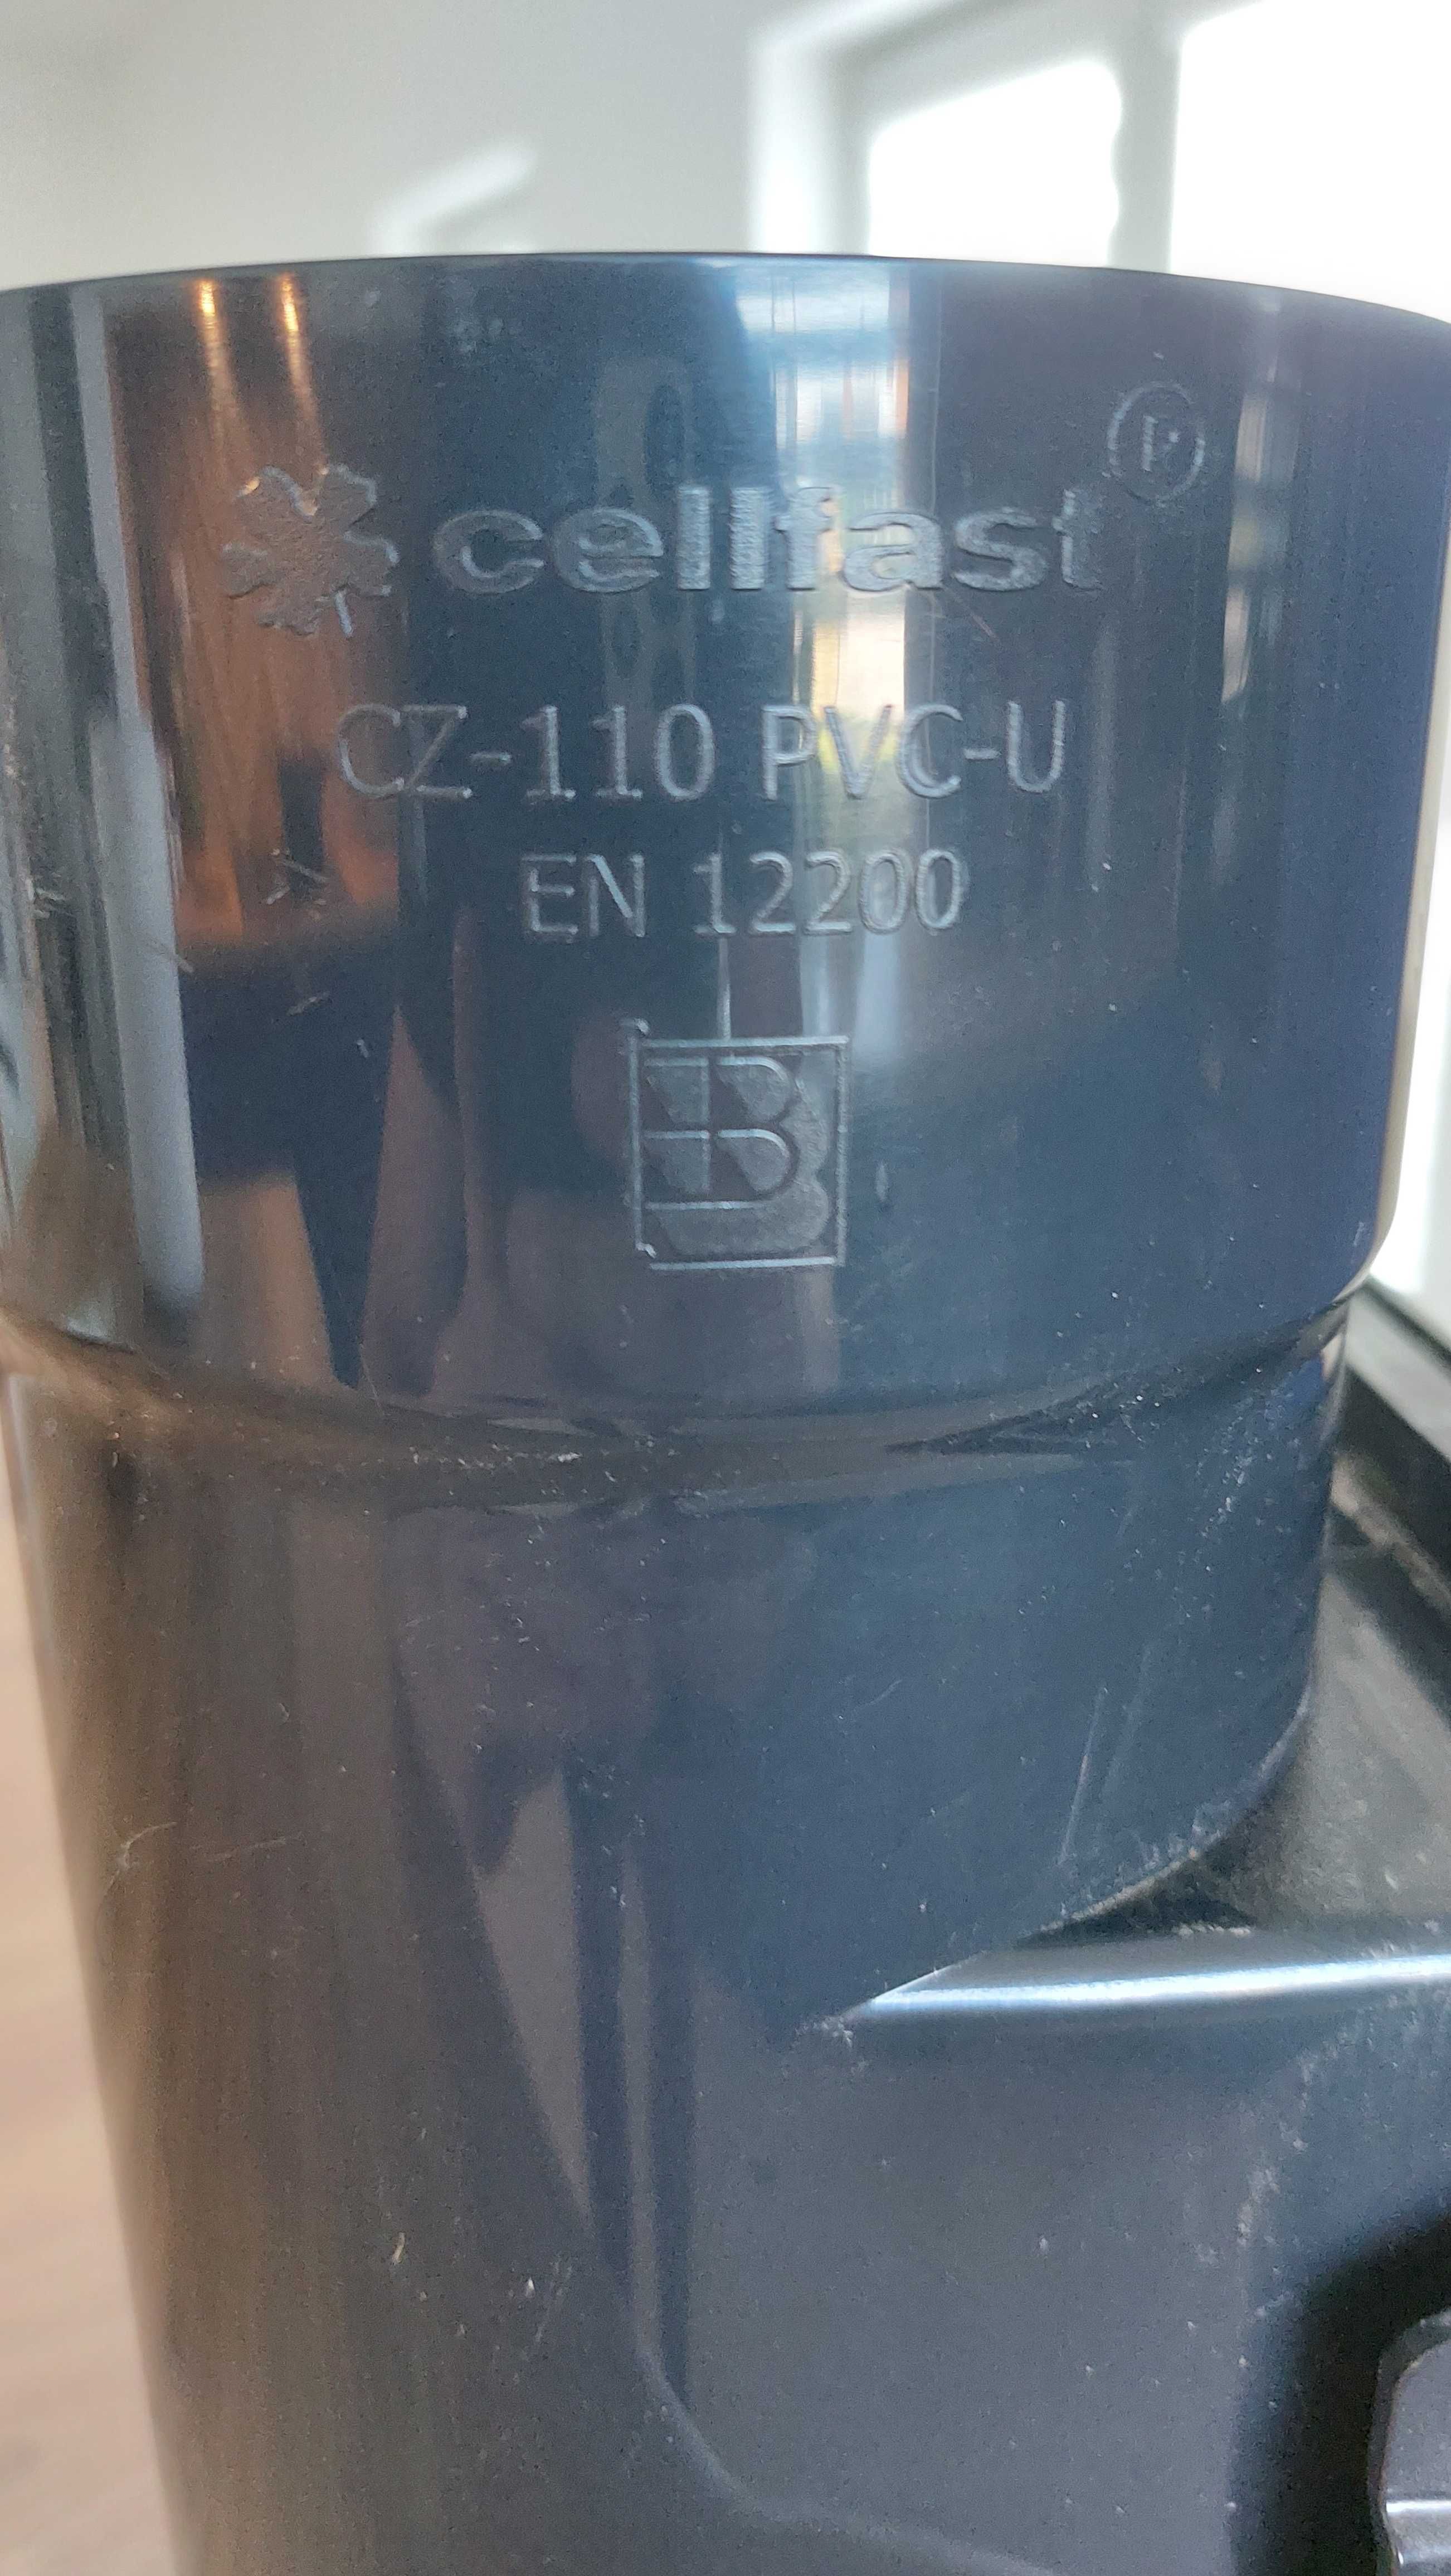 cellfast®
CZ-110 PVC-U
EN 12200
B